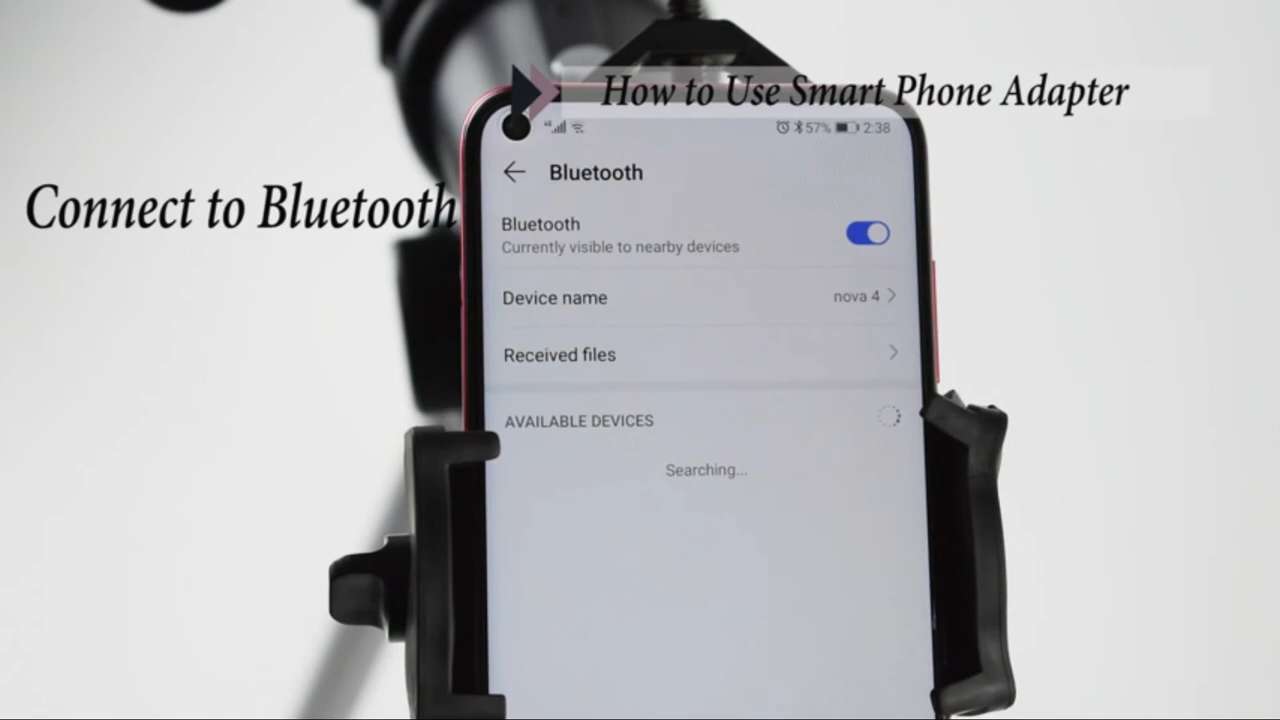 How to Use Smart Phone Adapter
57% 2:38
Bluetooth
Connect to Bluetooth
Bluetooth
Currently visible to nearby devices
Device name nova 4
Received files
AVAILABLE DEVICES
Searching...